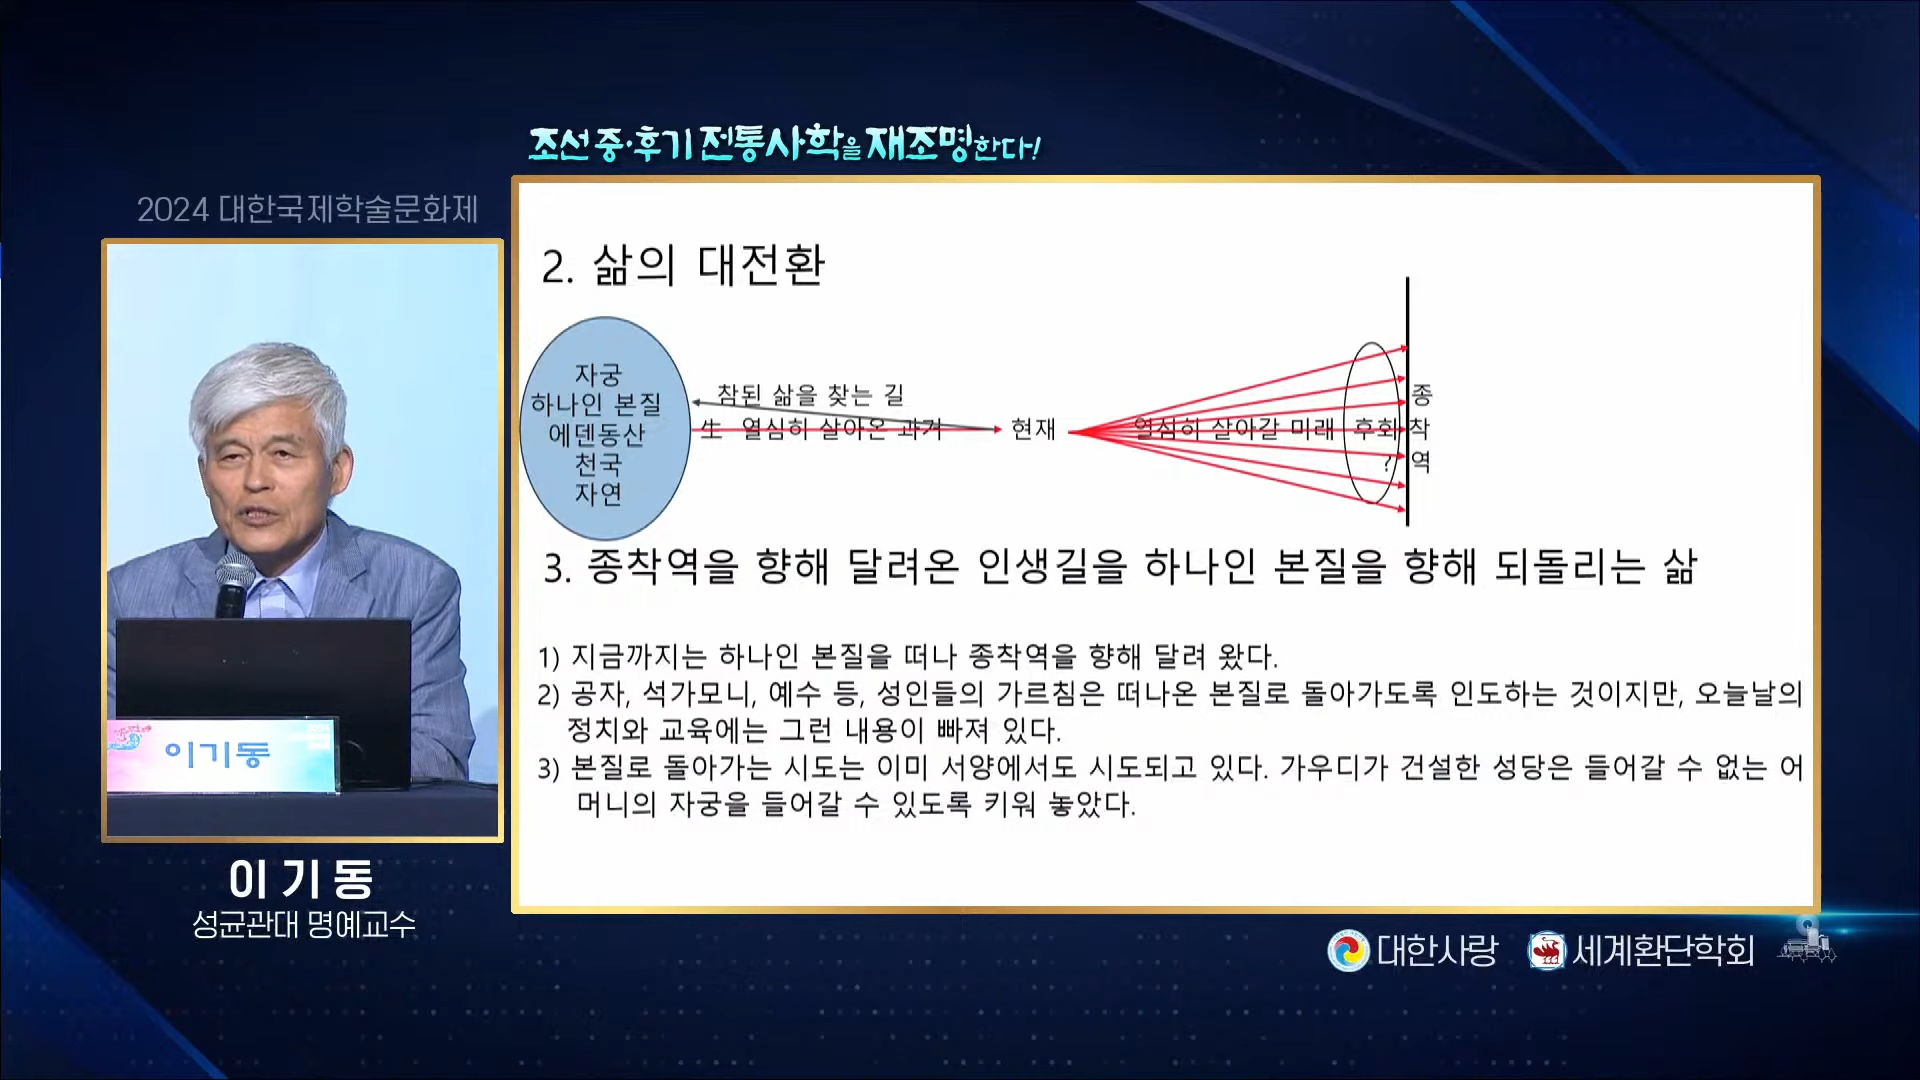 조선 중·후기 전통사학을 재조명한다!
2024 대한국제학술문화제
2. 삶의 대전환
자궁
하나인 본질
에덴동산
천국
자연
참된 삶을 찾는 길
生 열심히 살아온 과거
현재
열심히 살아갈 미래
후회
?
종
착
역
3. 종착역을 향해 달려온 인생길을 하나인 본질을 향해 되돌리는 삶
1) 지금까지는 하나인 본질을 떠나 종착역을 향해 달려 왔다.
2) 공자, 석가모니, 예수 등, 성인들의 가르침은 떠나온 본질로 돌아가도록 인도하는 것이지만, 오늘날의
정치와 교육에는 그런 내용이 빠져 있다.
3) 본질로 돌아가는 시도는 이미 서양에서도 시도되고 있다. 가우디가 건설한 성당은 들어갈 수 없는 어
머니의 자궁을 들어갈 수 있도록 키워 놓았다.
이기동
이기동
성균관대 명예교수
대한사랑
세계환단학회